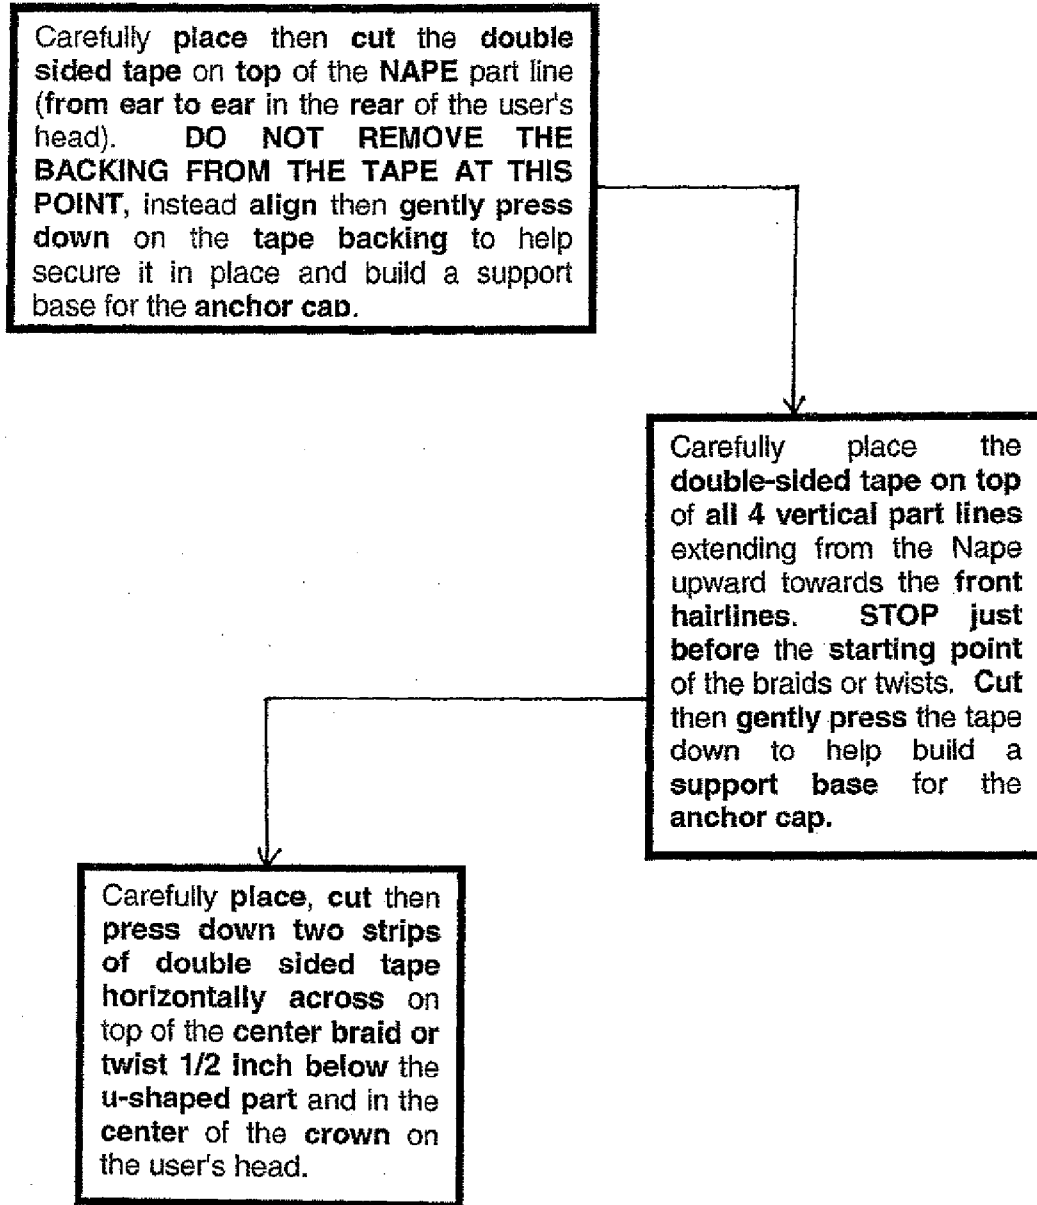 Carefully place then cut the double
sided tape on top of the NAPE part line
(from ear to ear in the rear of the user's
head). DO NOT REMOVE THE
BACKING FROM THE TAPE AT THIS
POINT, instead align then gently press
down on the tape backing to help
secure it in place and build a support
base for the anchor cap.
Carefully place the
double-sided tape on top
of all 4 vertical part lines
extending from the Nape
upward towards the front
hairlines. STOP just
before the starting point
of the braids or twists. Cut
then gently press the tape
down to help build a
support base for the
anchor cap.
Carefully place, cut then
press down two strips
of double sided tape
horizontally across on
top of the center braid or
twist 1/2 inch below the
u-shaped part and in the
center of the crown on
the user's head.